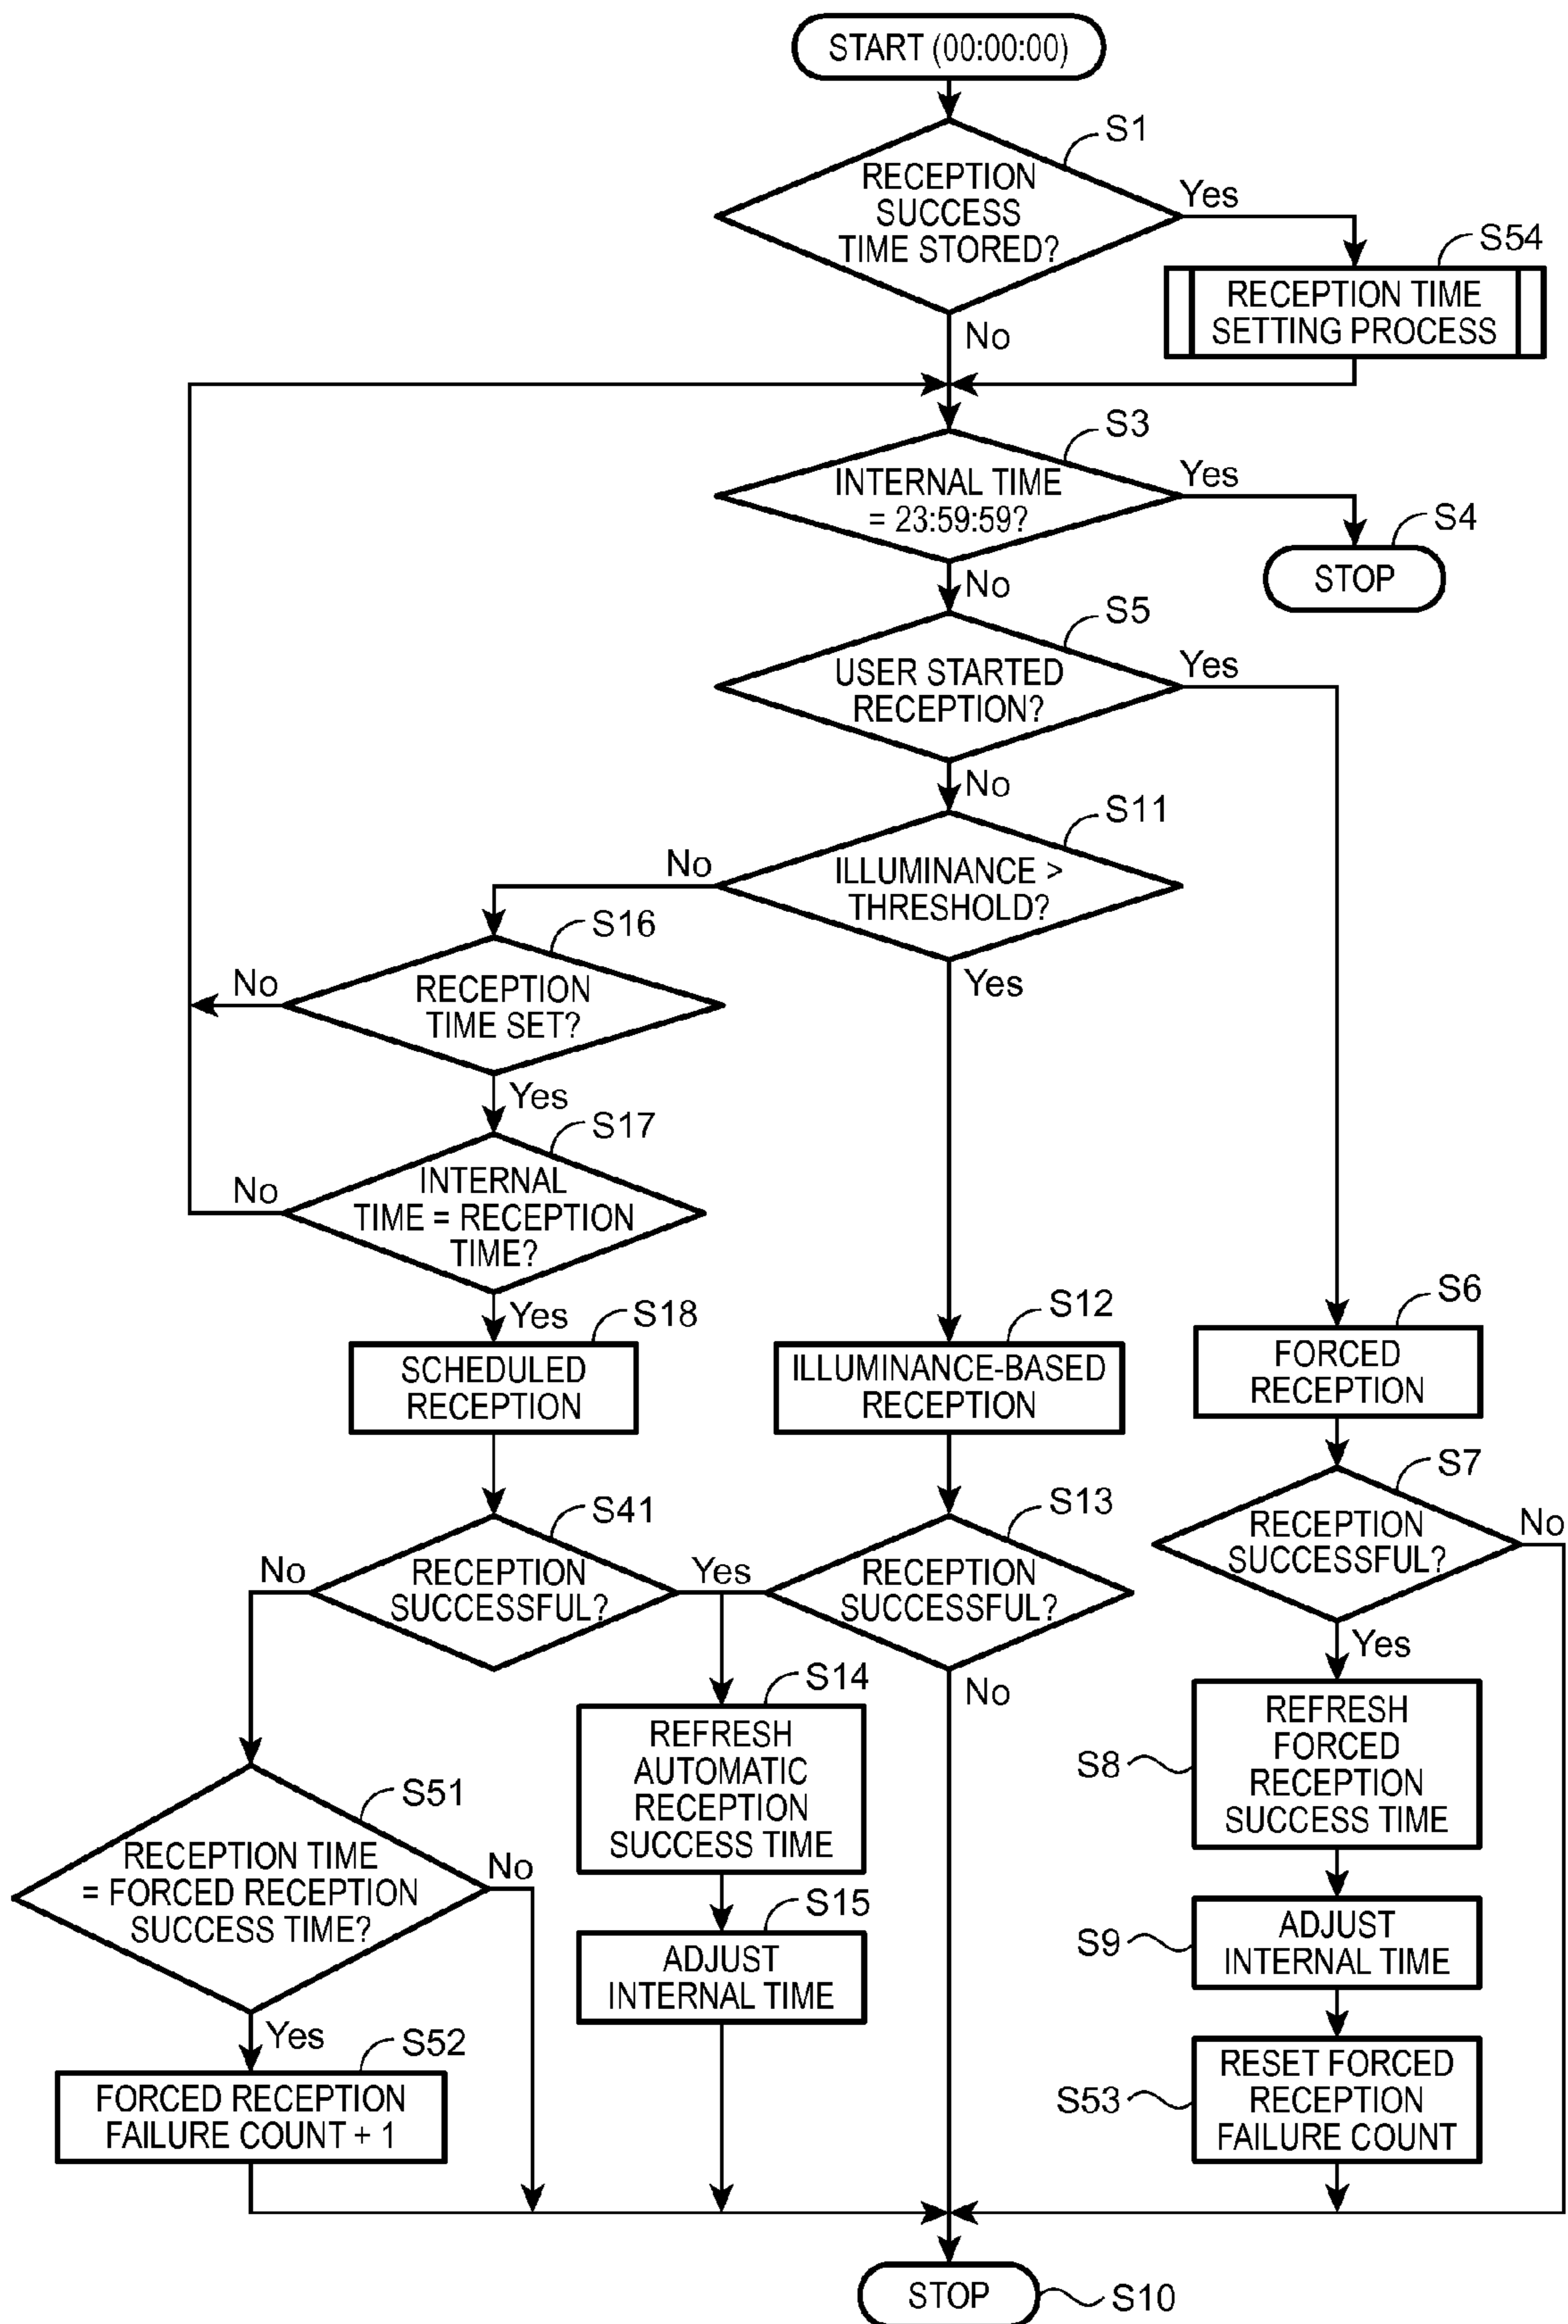 START (00:00:00)
S1
RECEPTION
SUCCESS
TIME STORED?
Yes
S54
RECEPTION TIME
SETTING PROCESS
No
S3
INTERNAL TIME
= 23:59:59?
Yes
S4
STOP
No
S5
USER STARTED
RECEPTION?
Yes
No
S11
ILLUMINANCE >
THRESHOLD?
No
Yes
S16
RECEPTION
TIME SET?
No
Yes
S17
INTERNAL
TIME = RECEPTION
TIME?
No
Yes
S18
SCHEDULED
RECEPTION
S12
ILLUMINANCE-BASED
RECEPTION
S6
FORCED
RECEPTION
S41
RECEPTION
SUCCESSFUL?
No
Yes
S13
RECEPTION
SUCCESSFUL?
No
S7
RECEPTION
SUCCESSFUL?
No
Yes
S14
REFRESH
AUTOMATIC
RECEPTION
SUCCESS TIME
S8
REFRESH
FORCED
RECEPTION
SUCCESS TIME
S51
RECEPTION TIME
= FORCED RECEPTION
SUCCESS TIME?
No
Yes
S15
ADJUST
INTERNAL TIME
S9
ADJUST
INTERNAL TIME
S52
FORCED RECEPTION
FAILURE COUNT + 1
S53
RESET FORCED
RECEPTION
FAILURE COUNT
STOP
S10